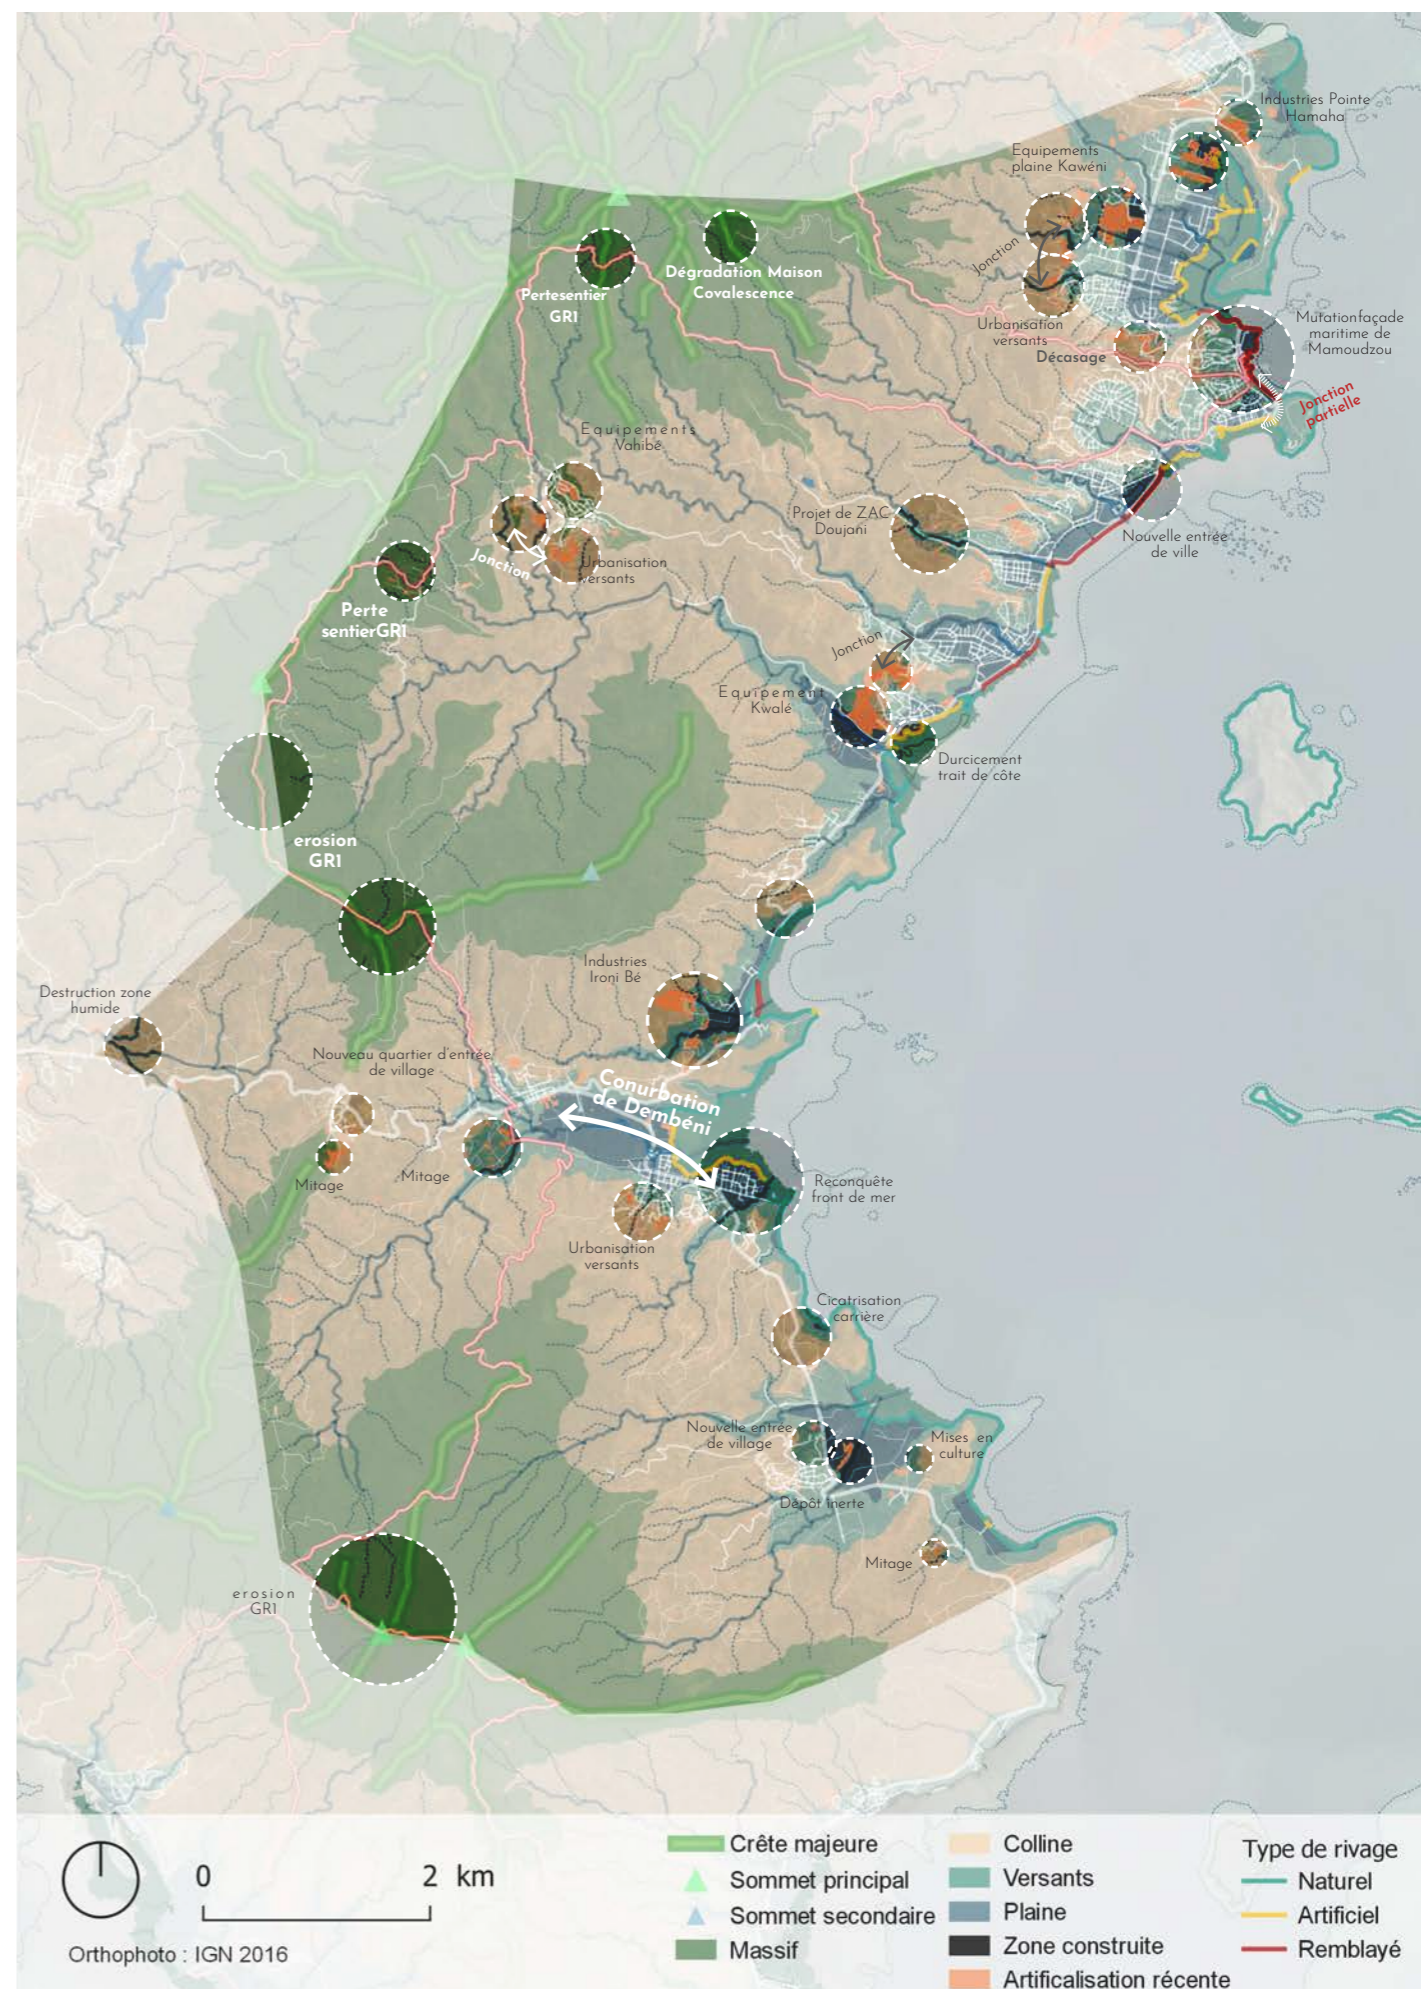 Industries Pointe
Hamaha
Equipements
plaine Kawéni
Jonction
Dégradation Maison
Covalescence
Pertesentier
GR1
Urbanisation
versants
Décasage
Mutationfaçade
maritime de
Mamoudzou
Jonction
partielle
Equipements
Vahibé
Projet de ZAC
Doujani
Nouvelle entrée
de ville
Jonction
Urbanisation
versants
Perte
sentierGR1
Jonction
Equipement
Kwalé
Durcicement
trait de côte
erosion
GR1
Industries
Ironi Bé
Destruction zone
humide
Nouveau quartier d'entrée
de village
Conurbation
de Dembéni
Mitage
Mitage
Reconquête
front de mer
Urbanisation
versants
Cicatrisation
carrière
Nouvelle entrée
de village
Mises en
culture
Dépôt inerte
Mitage
erosion
GR1
0 2 km
Orthophoto : IGN 2016
Crête majeure
Sommet principal
Sommet secondaire
Massif
Colline
Versants
Plaine
Zone construite
Artificalisation récente
Type de rivage
Naturel
Artificiel
Remblayé